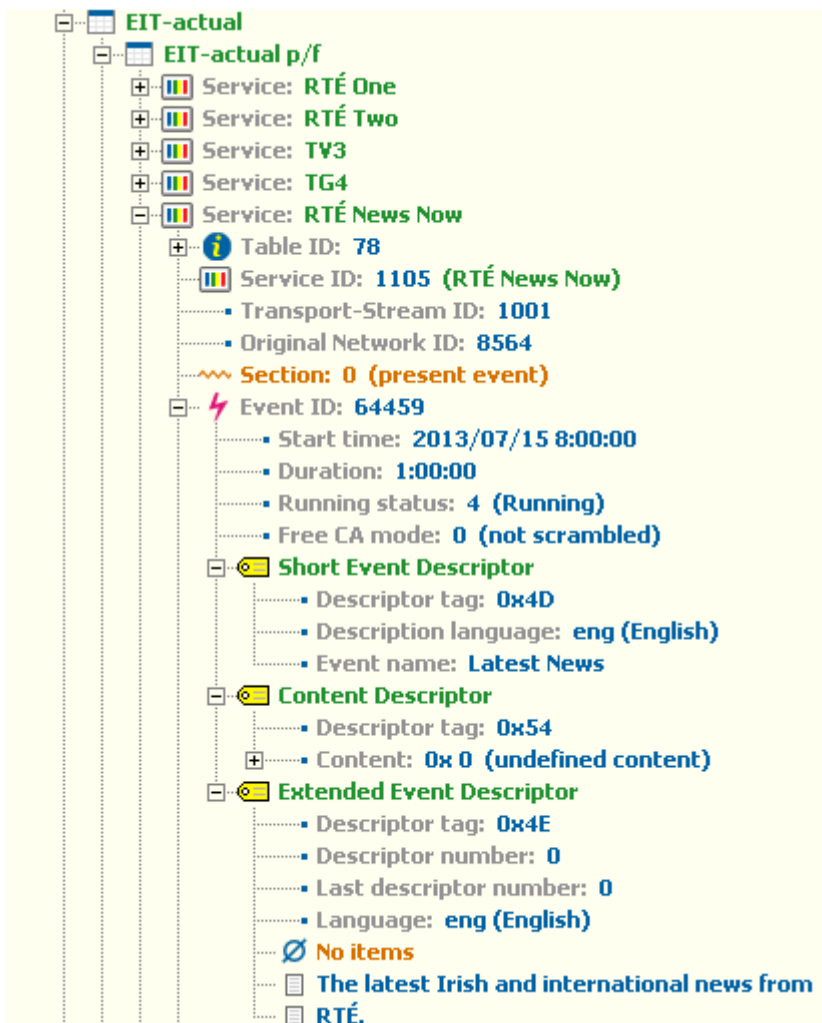 EIT-actual
EIT-actual p/f
Service: RTÉ One
Service: RTÉ Two
Service: TV3
Service: TG4
Service: RTÉ News Now
Table ID: 78
Service ID: 1105 (RTÉ News Now)
Transport-Stream ID: 1001
Original Network ID: 8564
Section: 0 (present event)
Event ID: 64459
Start time: 2013/07/15 8:00:00
Duration: 1:00:00
Running status: 4 (Running)
Free CA mode: 0 (not scrambled)
Short Event Descriptor
Descriptor tag: 0x4D
Description language: eng (English)
Event name: Latest News
Content Descriptor
Descriptor tag: 0x54
Content: 0x 0 (undefined content)
Extended Event Descriptor
Descriptor tag: 0x4E
Descriptor number: 0
Last descriptor number: 0
Language: eng (English)
No items
The latest Irish and international news from
RTÉ.